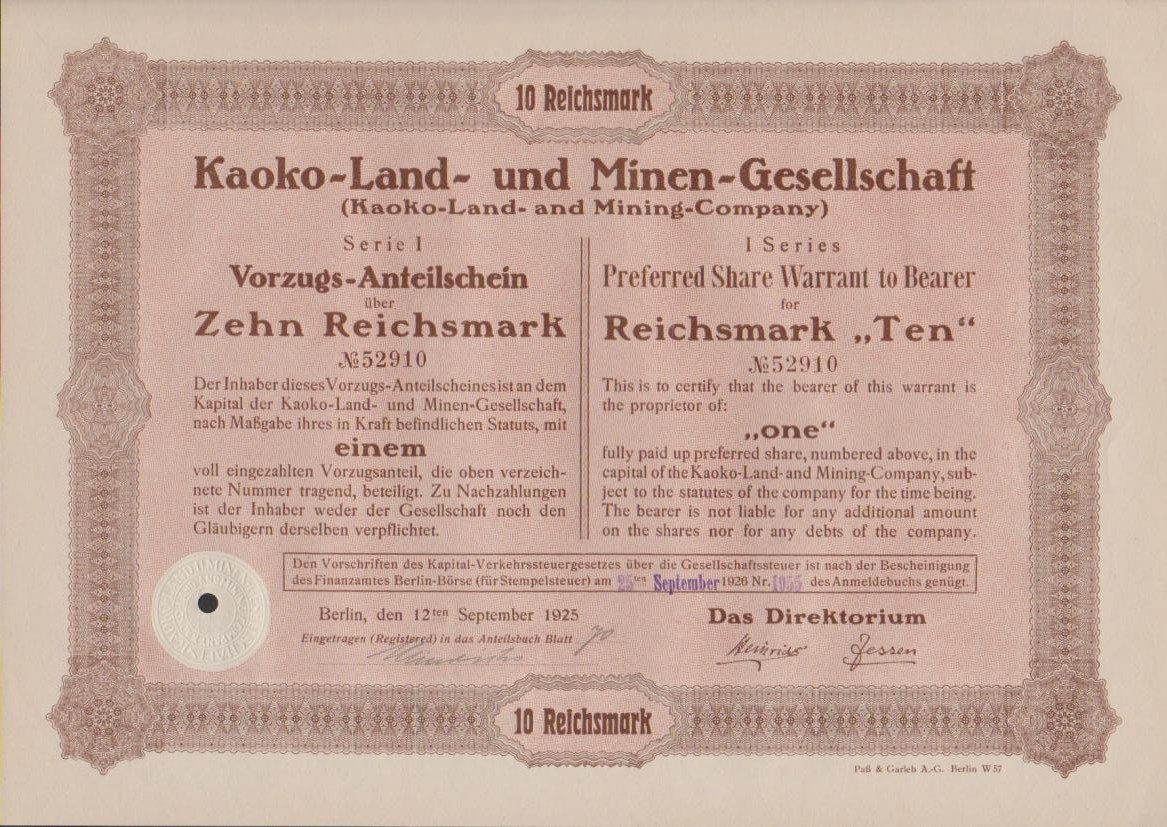 10 Reichsmark
Kaoko-Land- und Minen-Gesellschaft
(Kaoko-Land- and Mining-Company)
Serie I
Vorzugs-Anteilschein
über
Zehn Reichsmark
№ 52910
Der Inhaber dieses Vorzugs-Anteilscheines ist an dem
Kapital der Kaoko-Land- und Minen-Gesellschaft,
nach Maßgabe ihres in Kraft befindlichen Statuts, mit
einem
voll eingezahlten Vorzugsanteil, die oben verzeich-
nete Nummer tragend, beteiligt. Zu Nachzahlungen
ist der Inhaber weder der Gesellschaft noch den
Gläubigern derselben verpflichtet.
I Series
Preferred Share Warrant to Bearer
for
Reichsmark „Ten“
№ 52910
This is to certify that the bearer of this warrant is
the proprietor of:
„one“
fully paid up preferred share, numbered above, in the
capital of the Kaoko-Land- and Mining-Company, sub-
ject to the statutes of the company for the time being.
The bearer is not liable for any additional amount
on the shares nor for any debts of the company.
Den Vorschriften des Kapital-Verkehrssteuergesetzes über die Gesellschaftssteuer ist nach der Bescheinigung
des Finanzamtes Berlin-Börse (für Stempelsteuer) am 25ten September 1926 Nr. 1955 des Anmeldebuchs genügt.
Berlin, den 12ten September 1925
Eingetragen (Registered) in das Anteilsbuch Blatt 70
Das Direktorium
Heinrichs Jessen
10 Reichsmark
Paß & Garleb A.-G. Berlin W 57